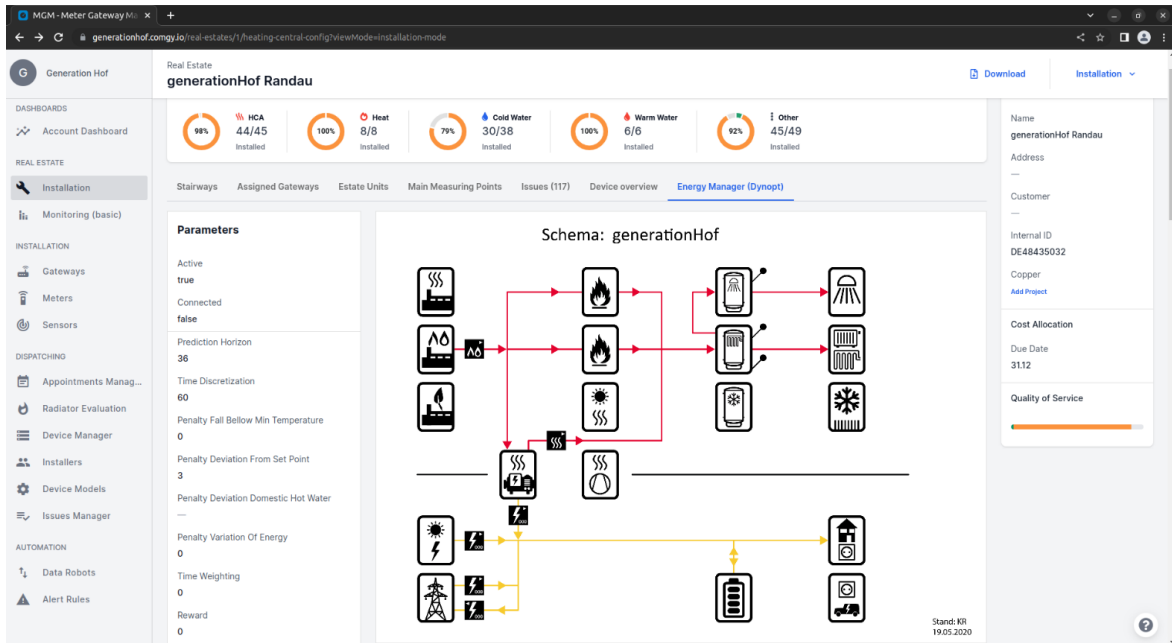 MGM - Meter Gateway Ma
generationhof.comgy.io/real-estates/1/heating-central-config?viewMode=installation-mode
G
Generation Hof
Real Estate
generationHof Randau
Download
Installation
DASHBOARDS
Account Dashboard
REAL ESTATE
Installation
Monitoring (basic)
INSTALLATION
Gateways
Meters
Sensors
DISPATCHING
Appointments Manag...
Radiator Evaluation
Device Manager
Installers
Device Models
Issues Manager
AUTOMATION
Data Robots
Alert Rules
98%
HCA
44/45
Installed
100%
Heat
8/8
Installed
79%
Cold Water
30/38
Installed
100%
Warm Water
6/6
Installed
92%
Other
45/49
Installed
Stairways
Assigned Gateways
Estate Units
Main Measuring Points
Issues (117)
Device overview
Energy Manager (Dynopt)
Parameters
Active
true
Connected
false
Prediction Horizon
36
Time Discretization
60
Penalty Fall Bellow Min Temperature
0
Penalty Deviation From Set Point
3
Penalty Deviation Domestic Hot Water
—
Penalty Variation Of Energy
0
Time Weighting
0
Reward
0
Schema: generationHof
Stand: KR
19.05.2020
Name
generationHof Randau
Address
—
Customer
—
Internal ID
DE48435032
Copper
Add Project
Cost Allocation
Due Date
31.12
Quality of Service